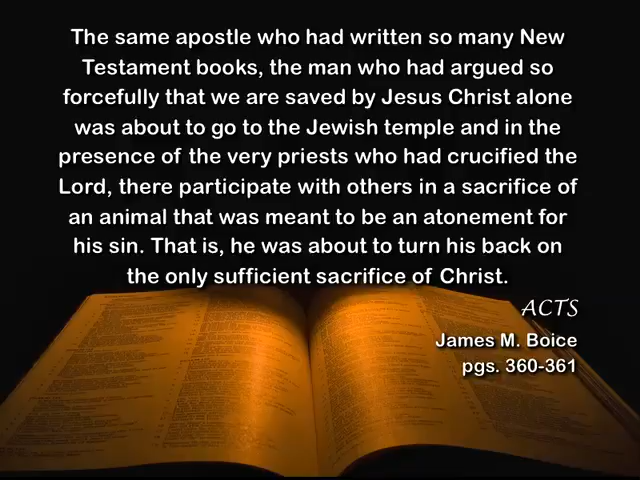 The same apostle who had written so many New
Testament books, the man who had argued so
forcefully that we are saved by Jesus Christ alone
was about to go to the Jewish temple and in the
presence of the very priests who had crucified the
Lord, there participate with others in a sacrifice of
an animal that was meant to be an atonement for
his sin. That is, he was about to turn his back on
the only sufficient sacrifice of Christ.
ACTS
James M. Boice
pgs. 360-361